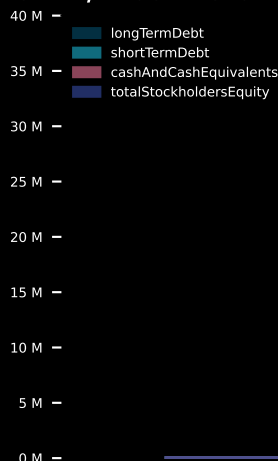 40 M
longTermDebt
shortTermDebt
35 M
cashAndCashEquivalents
totalStockholdersEquity
30 M
25 M
20 M
15 M
10 M
5 M
0 M